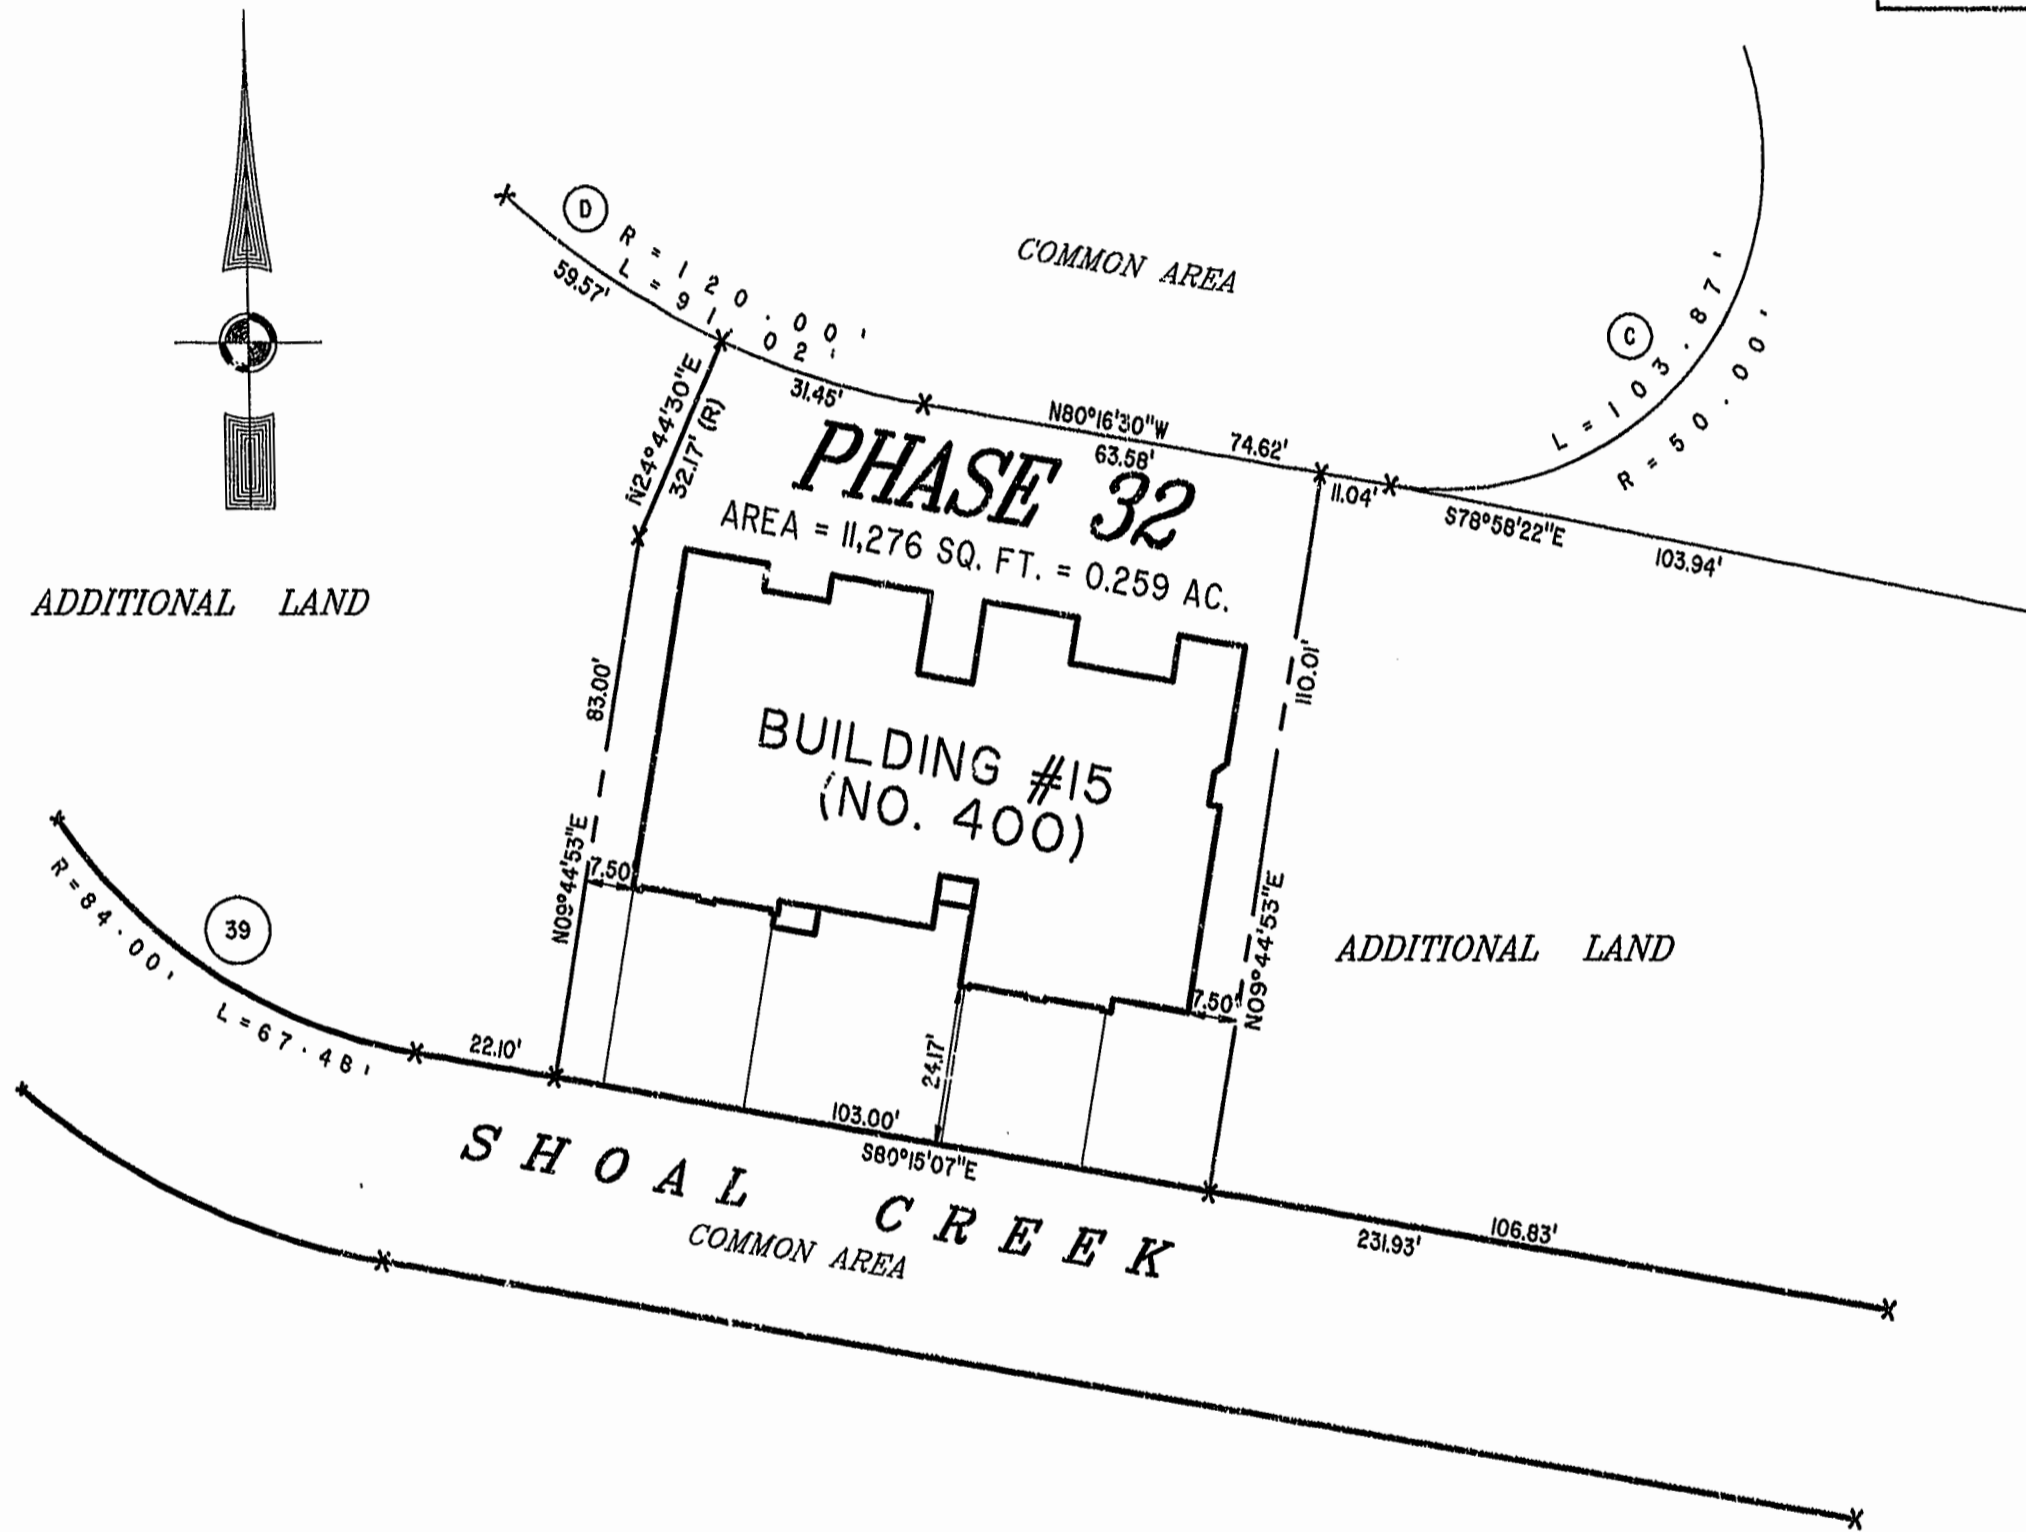 D
R = 120.00'
L = 91.02'
59.57'
31.45'
COMMON AREA
C
L = 103.87'
R = 50.00'
N24°44'30"E
32.17' (R)
N80°16'30"W
74.62'
63.58'
11.04'
S78°58'22"E
103.94'
PHASE 32
AREA = 11,276 SQ. FT. = 0.259 AC.
ADDITIONAL LAND
83.00'
110.01'
BUILDING #15
(NO. 400)
N09°44'53"E
7.50'
39
R=84.00'
L=67.48'
22.10'
ADDITIONAL LAND
7.50'
N09°44'53"E
24.17'
103.00'
S80°15'07"E
SHOAL CREEK
COMMON AREA
106.83'
231.93'